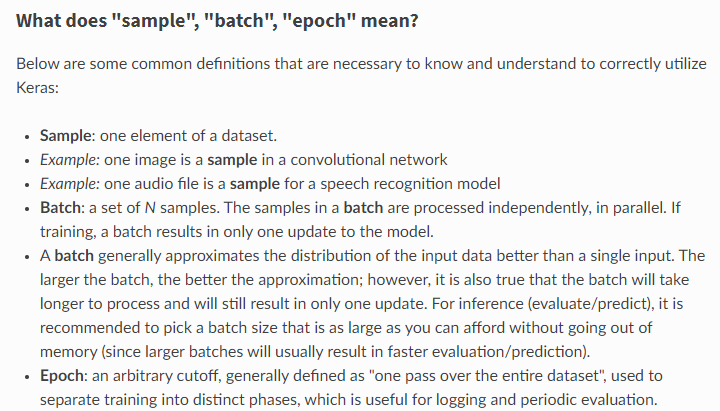 What does "sample", "batch", "epoch" mean?
Below are some common definitions that are necessary to know and understand to correctly utilize
Keras:
• Sample: one element of a dataset.
• Example: one image is a sample in a convolutional network
• Example: one audio file is a sample for a speech recognition model
• Batch: a set of N samples. The samples in a batch are processed independently, in parallel. If
training, a batch results in only one update to the model.
• A batch generally approximates the distribution of the input data better than a single input. The
larger the batch, the better the approximation; however, it is also true that the batch will take
longer to process and will still result in only one update. For inference (evaluate/predict), it is
recommended to pick a batch size that is as large as you can afford without going out of
memory (since larger batches will usually result in faster evaluation/prediction).
• Epoch: an arbitrary cutoff, generally defined as "one pass over the entire dataset", used to
separate training into distinct phases, which is useful for logging and periodic evaluation.